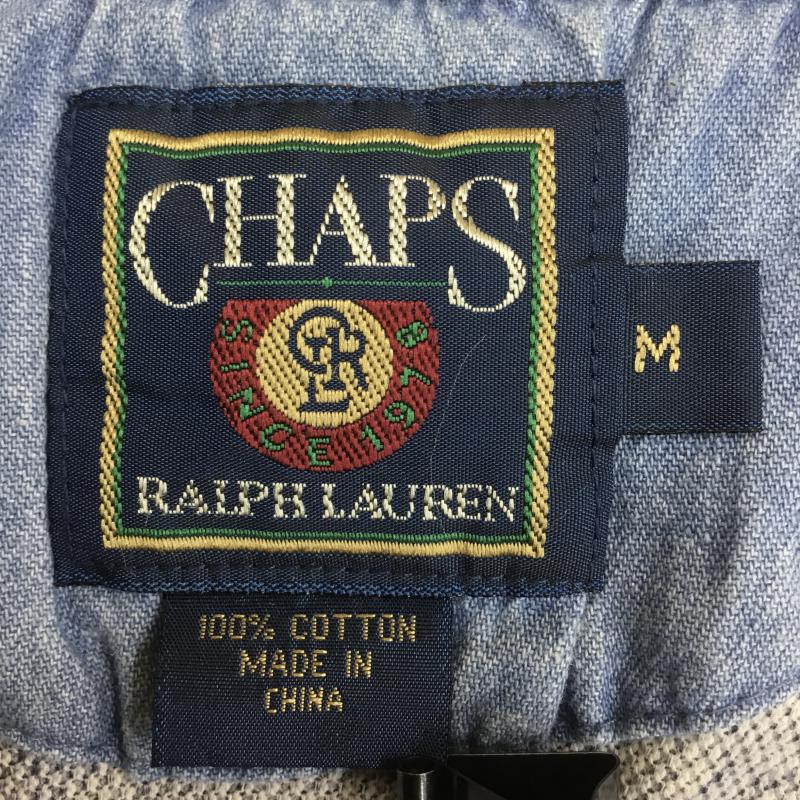 CHAPS
SINCE 1978
RALPH LAUREN
M
100% COTTON
MADE IN
CHINA